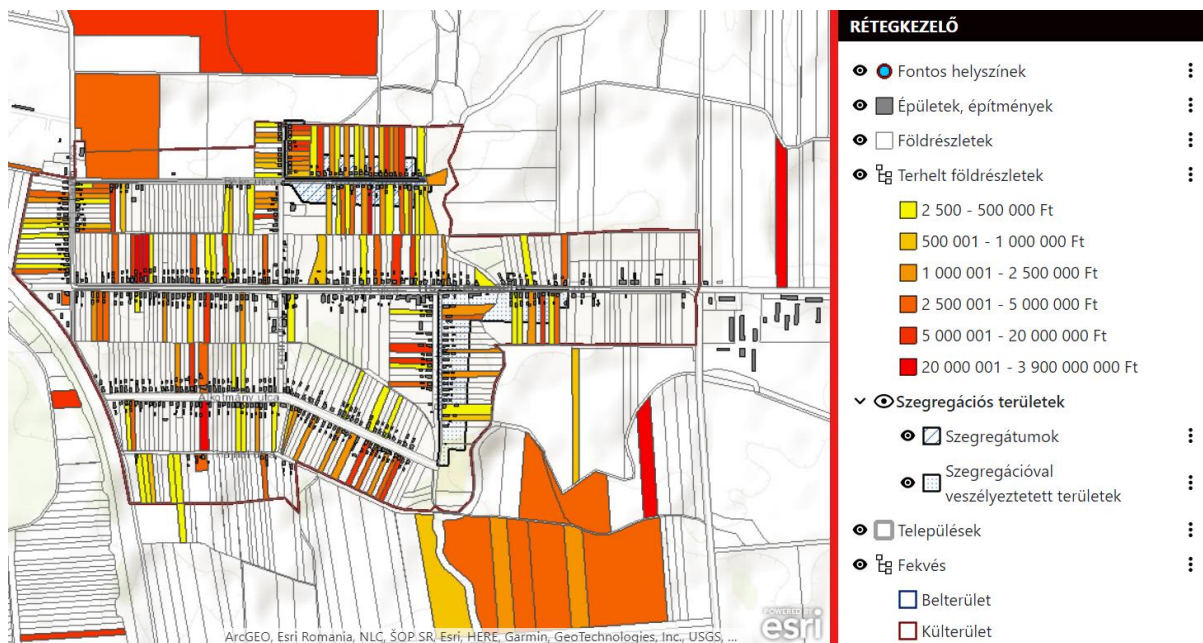 RÉTEGKEZELŐ
Fontos helyszínek
Épületek, építmények
Földrészletek
Terhelt földrészletek
2 500 - 500 000 Ft
500 001 - 1 000 000 Ft
1 000 001 - 2 500 000 Ft
2 500 001 - 5 000 000 Ft
5 000 001 - 20 000 000 Ft
20 000 001 - 3 900 000 000 Ft
Szegregációs területek
Szegregátumok
Szegregációval
veszélyeztetett területek
Települések
Fekvés
Belterület
Külterület
Alkotmány utca
POWERED BY
esri
ArcGEO, Esri Romania, NLC, ŠOP SR, Esri, HERE, Garmin, GeoTechnologies, Inc., USGS, ...